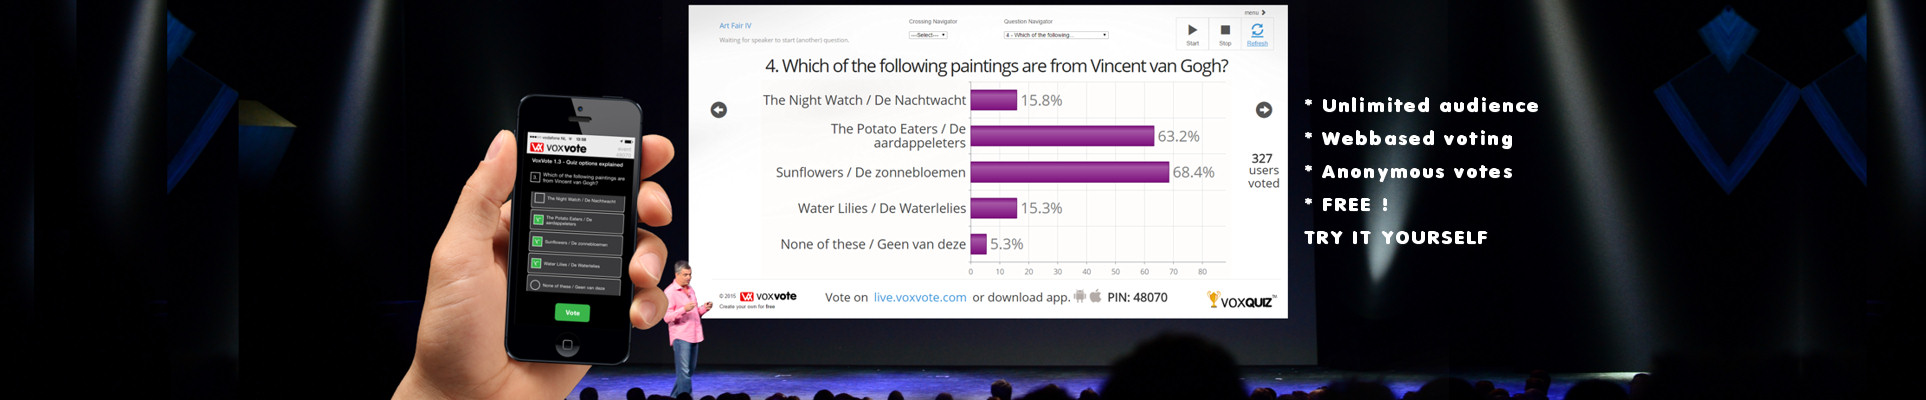 voxvote
VoxVote 1.3 - Quiz options explained
3.
Which of the following paintings are
from Vincent van Gogh?
The Night Watch / De Nachtwacht
The Potato Eaters / De
aardappeleters
Sunflowers / De zonnebloemen
Water Lilies / De Waterlelies
None of these / Geen van deze
Vote
menu
Art Fair IV
Crossing Navigator
Question Navigator
Waiting for speaker to start (another) question.
---Select---
4 - Which of the following...
Start
Stop
Refresh
4. Which of the following paintings are from Vincent van Gogh?
The Night Watch / De Nachtwacht 15.8%
The Potato Eaters / De
aardappeleters 63.2%
Sunflowers / De zonnebloemen 68.4%
Water Lilies / De Waterlelies 15.3%
None of these / Geen van deze 5.3%
0 10 20 30 40 50 60 70 80
327
users
voted
© 2015 voxvote
Create your own for free
Vote on live.voxvote.com or download app. PIN: 48070
VOXQUIZ™
* Unlimited audience
* Webbased voting
* Anonymous votes
* FREE !
TRY IT YOURSELF